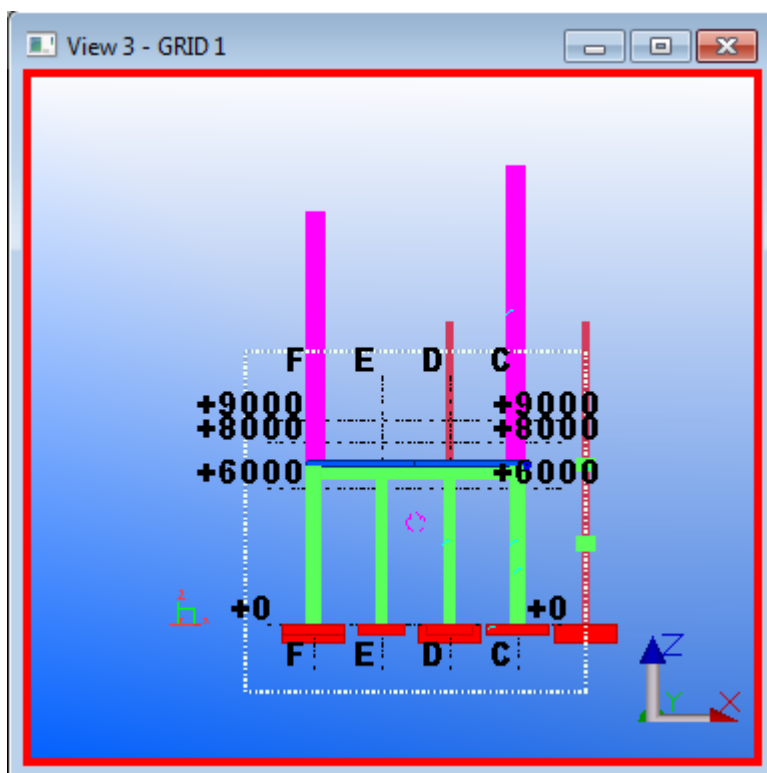 View 3 - GRID 1
F E D C
+9000 +9000
+8000 +8000
+6000 +6000
+0 +0
F E D C
Z
Y X